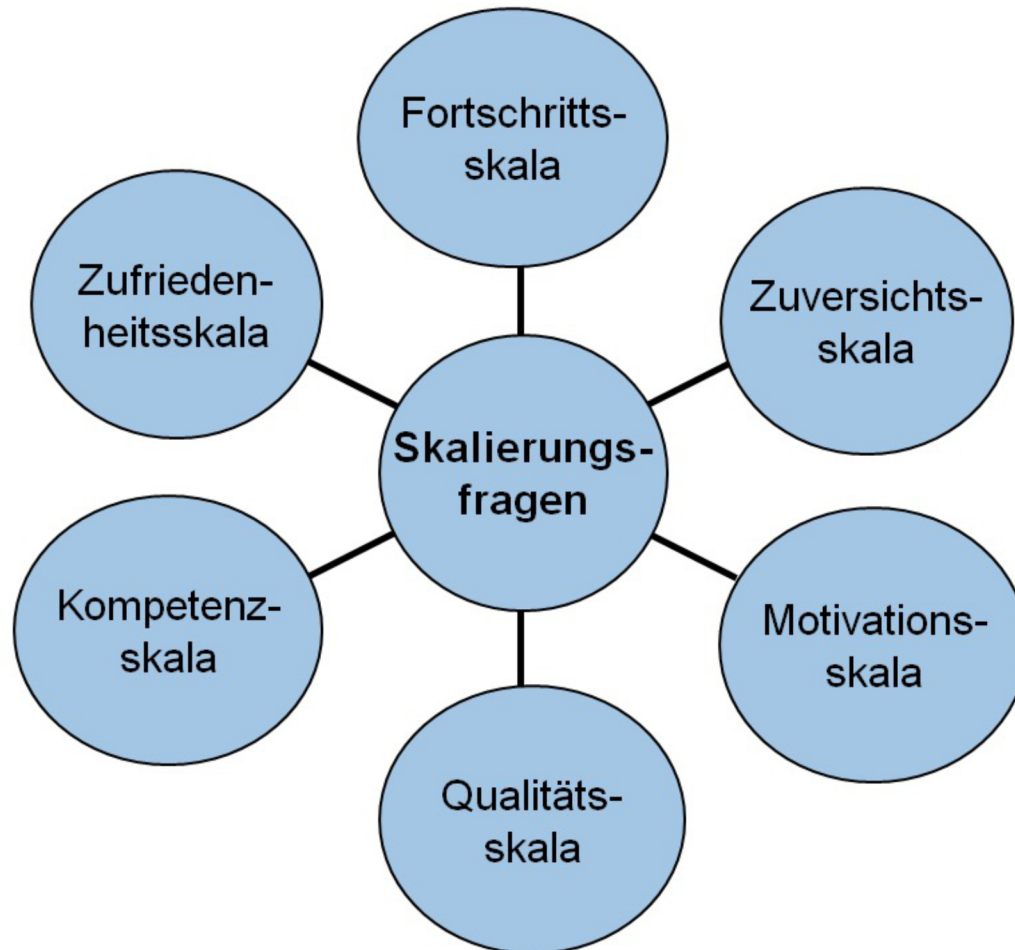 Fortschritts-
skala
Zufrieden-
heitsskala
Zuversichts-
skala
Skalierungs-
fragen
Kompetenz-
skala
Motivations-
skala
Qualitäts-
skala